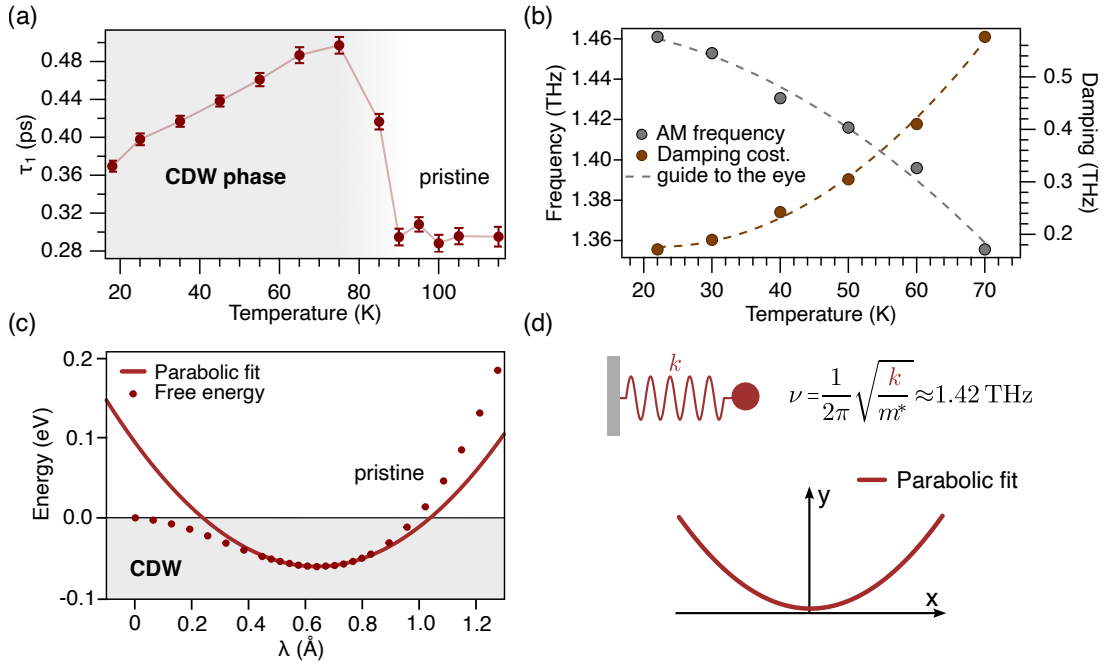 (a)
τ₁ (ps)
0.48
0.44
0.40
0.36
0.32
0.28
CDW phase
pristine
20 40 60 80 100
Temperature (K)
(b)
Frequency (THz)
1.46
1.44
1.42
1.40
1.38
1.36
AM frequency
Damping cost.
guide to the eye
0.5
0.4
0.3
0.2
Damping (THz)
20 30 40 50 60 70
Temperature (K)
(c)
Energy (eV)
0.2
0.1
0.0
-0.1
Parabolic fit
Free energy
pristine
CDW
0 0.2 0.4 0.6 0.8 1.0 1.2
λ (Å)
(d)
k
ν = 1/2π √k/m* ≈ 1.42 THz
Parabolic fit
y
x